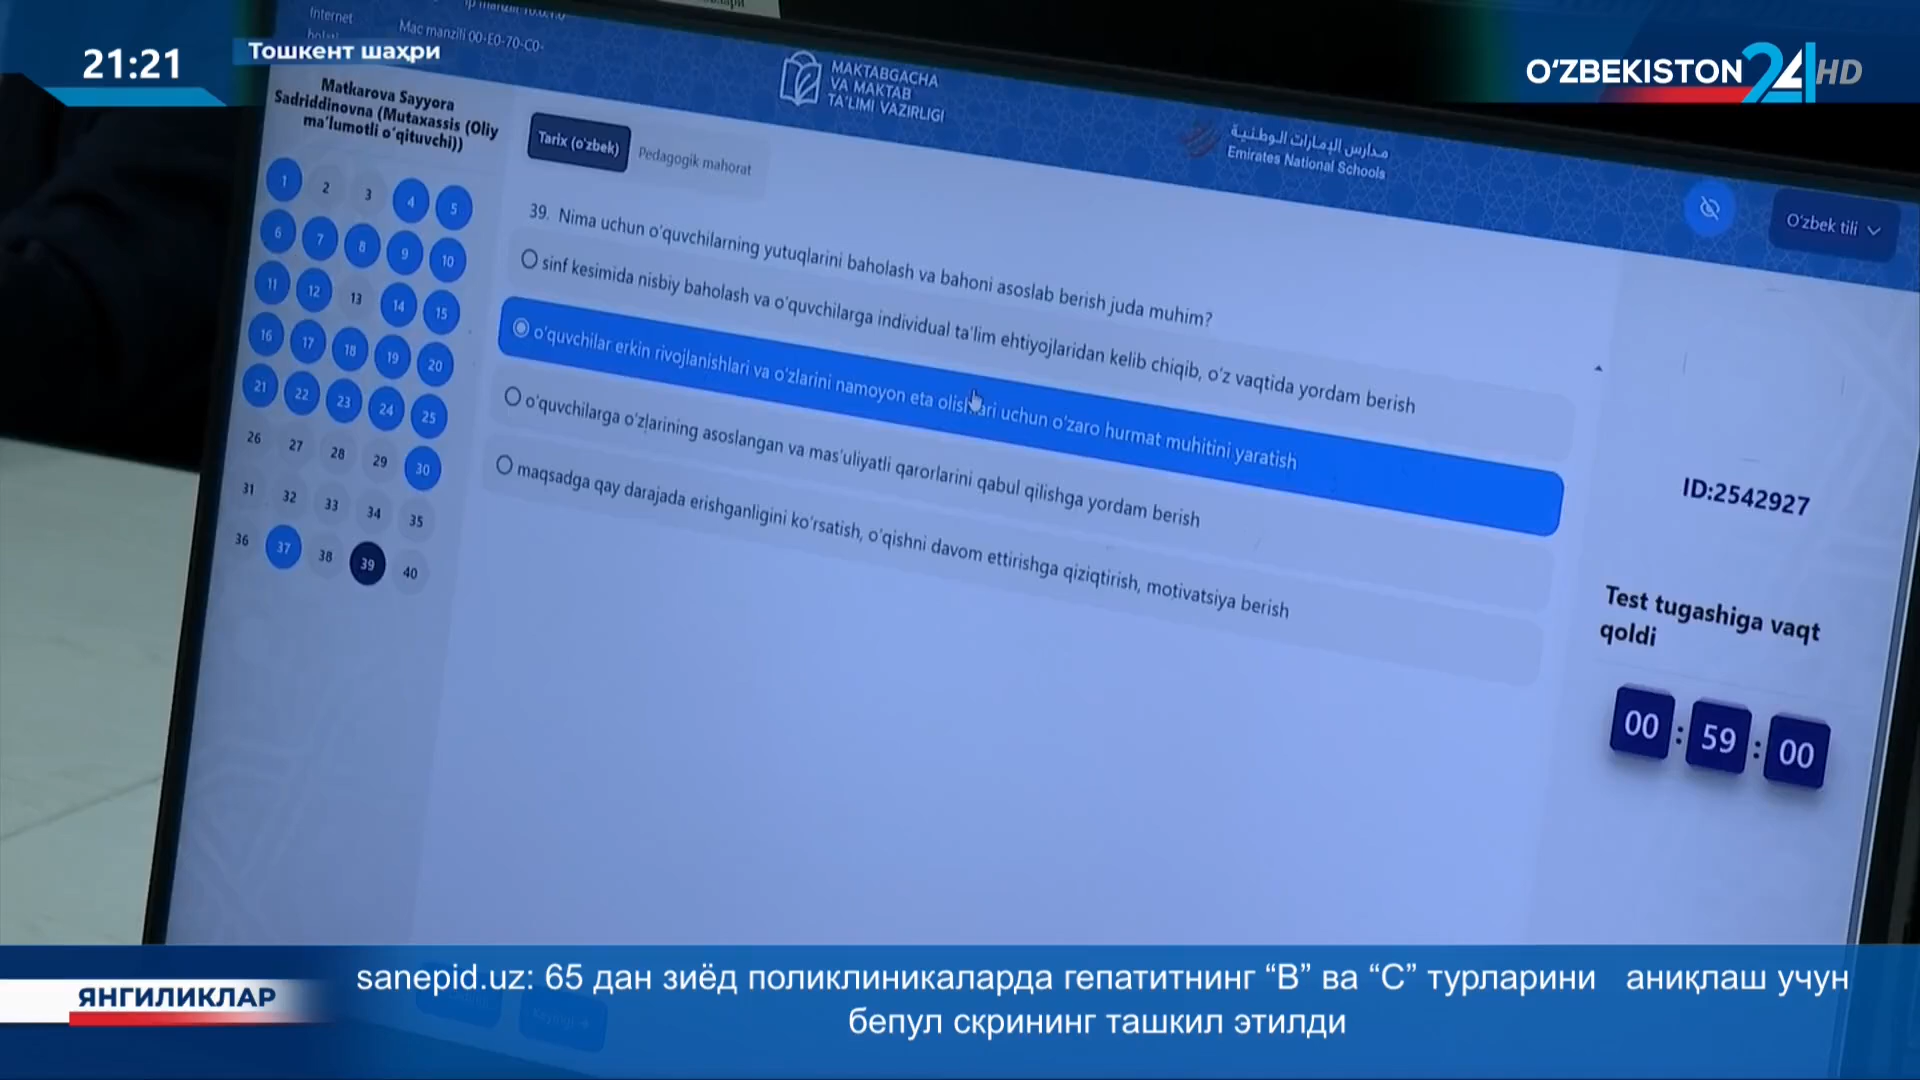 21:21
Тошкент шаҳри
O‘ZBEKISTON 24 HD
Internet
Mac manzili 00-E0-70-C0-
MAKTABGACHA
VA MAKTAB
TA’LIMI VAZIRLIGI
مدارس الإمارات الوطنية
Emirates National Schools
O‘zbek tili
Matkarova Sayyora
Sadriddinovna (Mutaxassis (Oliy
ma’lumotli o‘qituvchi))
Tarix (o‘zbek)
Pedagogik mahorat
1 2 3 4 5
6 7 8 9 10
11 12 13 14 15
16 17 18 19 20
21 22 23 24 25
26 27 28 29 30
31 32 33 34 35
36 37 38 39 40
39. Nima uchun o‘quvchilarning yutuqlarini baholash va bahoni asoslab berish juda muhim?
sinf kesimida nisbiy baholash va o‘quvchilarga individual ta’lim ehtiyojlaridan kelib chiqib, o‘z vaqtida yordam berish
o‘quvchilar erkin rivojlanishlari va o‘zlarini namoyon eta olishlari uchun o‘zaro hurmat muhitini yaratish
o‘quvchilarga o‘zlarining asoslangan va mas’uliyatli qarorlarini qabul qilishga yordam berish
maqsadga qay darajada erishganligini ko‘rsatish, o‘qishni davom ettirishga qiziqtirish, motivatsiya berish
ID:2542927
Test tugashiga vaqt
qoldi
00 : 59 : 00
ЯНГИЛИКЛАР
sanepid.uz: 65 дан зиёд поликлиникаларда гепатитнинг “B” ва “C” турларини аниқлаш учун
бепул скрининг ташкил этилди